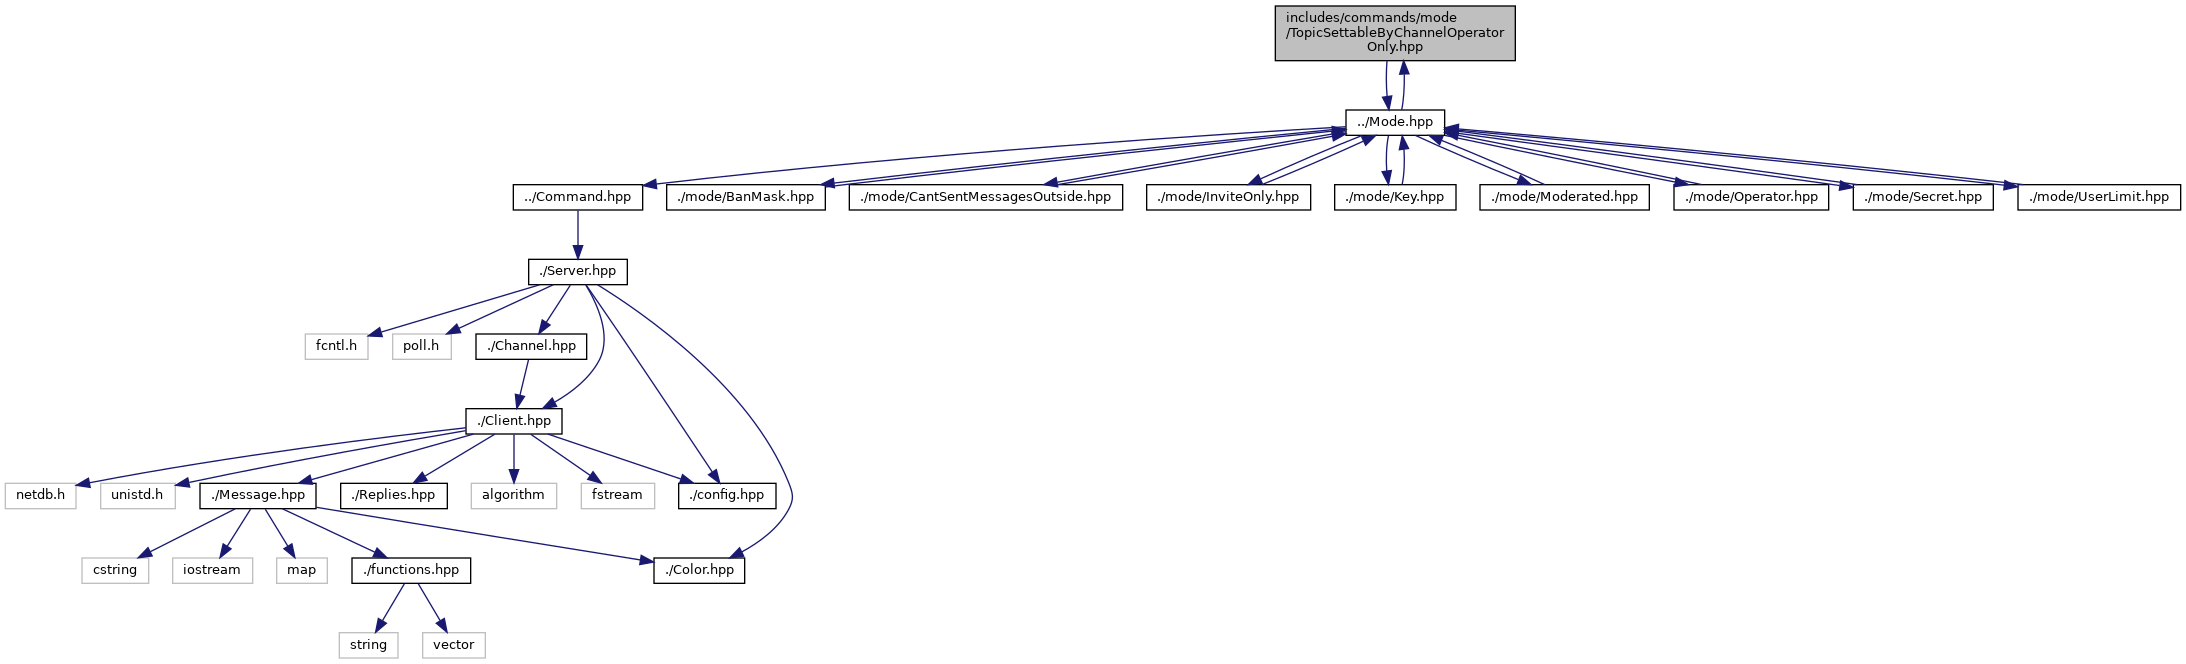 includes/commands/mode
/TopicSettableByChannelOperator
Only.hpp
../Mode.hpp
../Command.hpp
./mode/BanMask.hpp
./mode/CantSentMessagesOutside.hpp
./mode/InviteOnly.hpp
./mode/Key.hpp
./mode/Moderated.hpp
./mode/Operator.hpp
./mode/Secret.hpp
./mode/UserLimit.hpp
./Server.hpp
fcntl.h
poll.h
./Channel.hpp
./Client.hpp
netdb.h
unistd.h
./Message.hpp
./Replies.hpp
algorithm
fstream
./config.hpp
cstring
iostream
map
./functions.hpp
./Color.hpp
string
vector